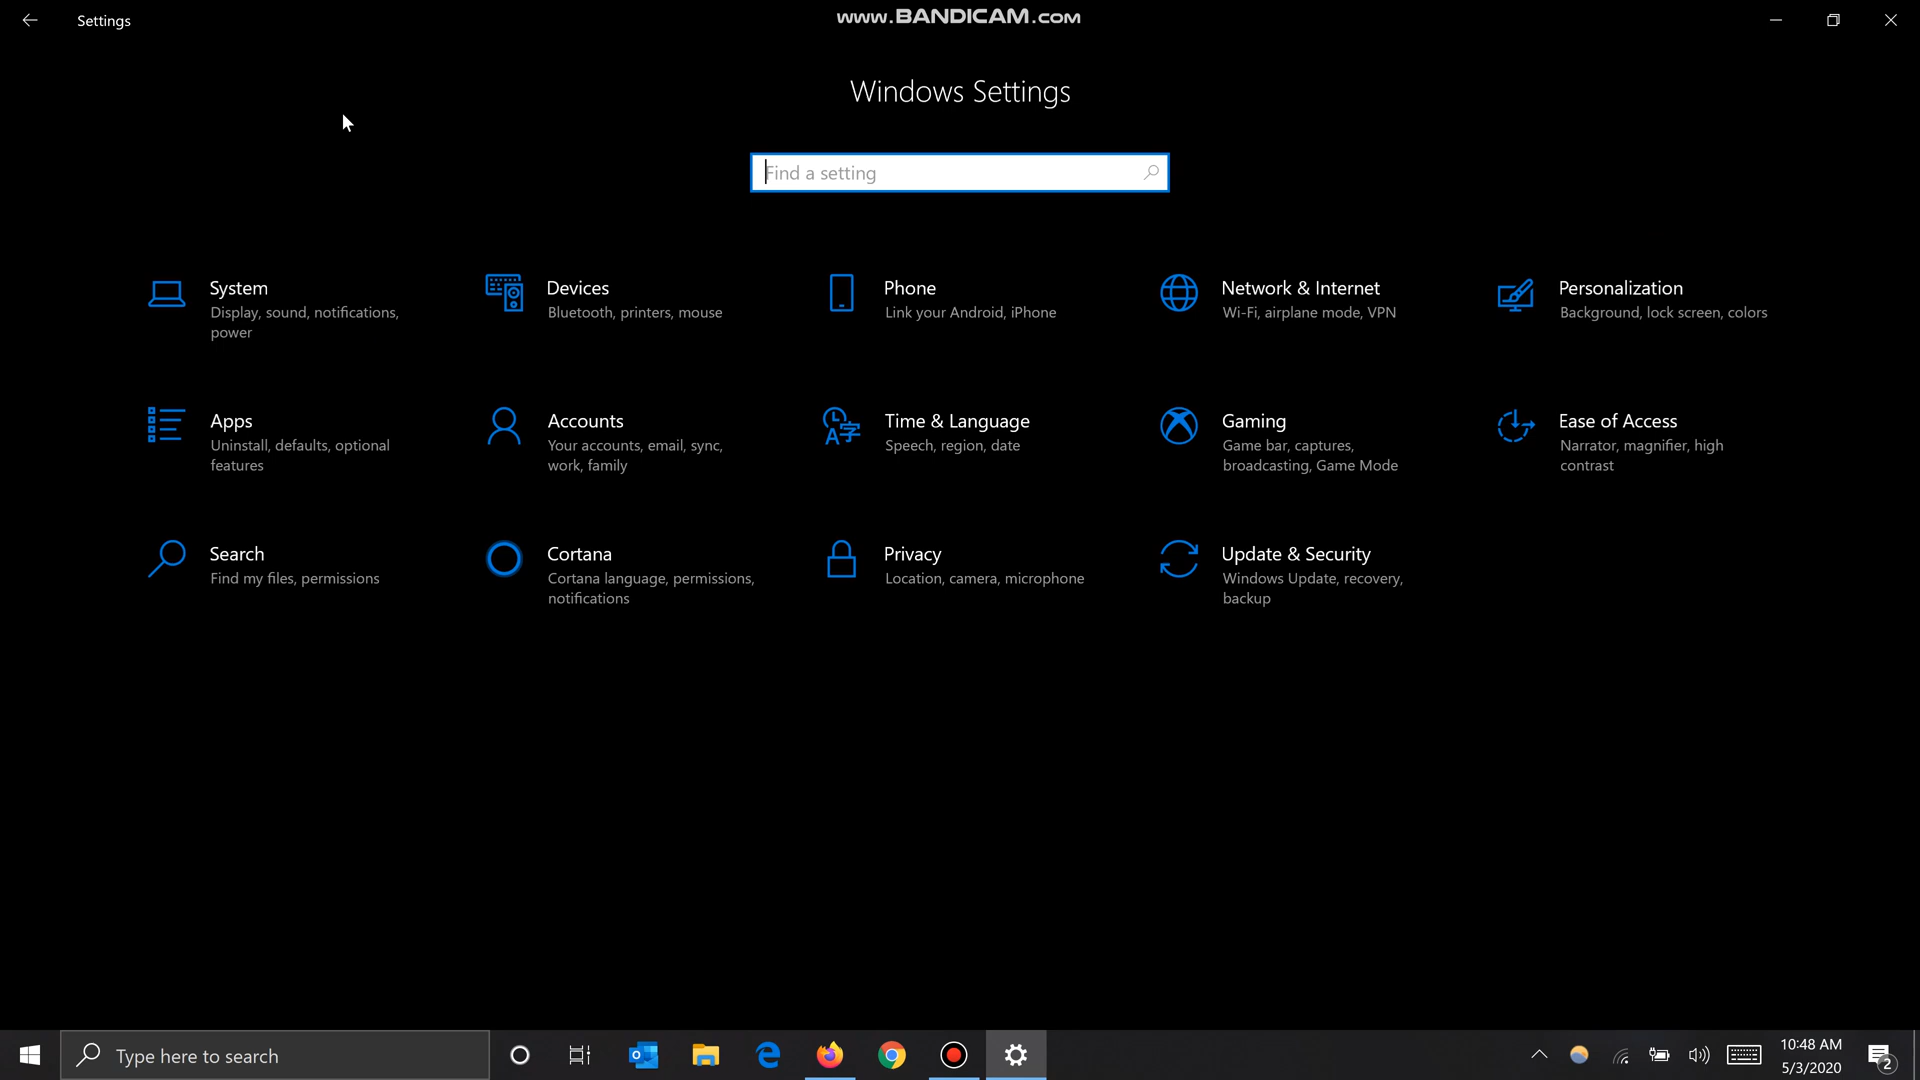 Settings
www.BANDICAM.com
Windows Settings
Find a setting
System
Display, sound, notifications,
power
Devices
Bluetooth, printers, mouse
Phone
Link your Android, iPhone
Network & Internet
Wi-Fi, airplane mode, VPN
Personalization
Background, lock screen, colors
Apps
Uninstall, defaults, optional
features
Accounts
Your accounts, email, sync,
work, family
Time & Language
Speech, region, date
Gaming
Game bar, captures,
broadcasting, Game Mode
Ease of Access
Narrator, magnifier, high
contrast
Search
Find my files, permissions
Cortana
Cortana language, permissions,
notifications
Privacy
Location, camera, microphone
Update & Security
Windows Update, recovery,
backup
Type here to search
10:48 AM
5/3/2020
2